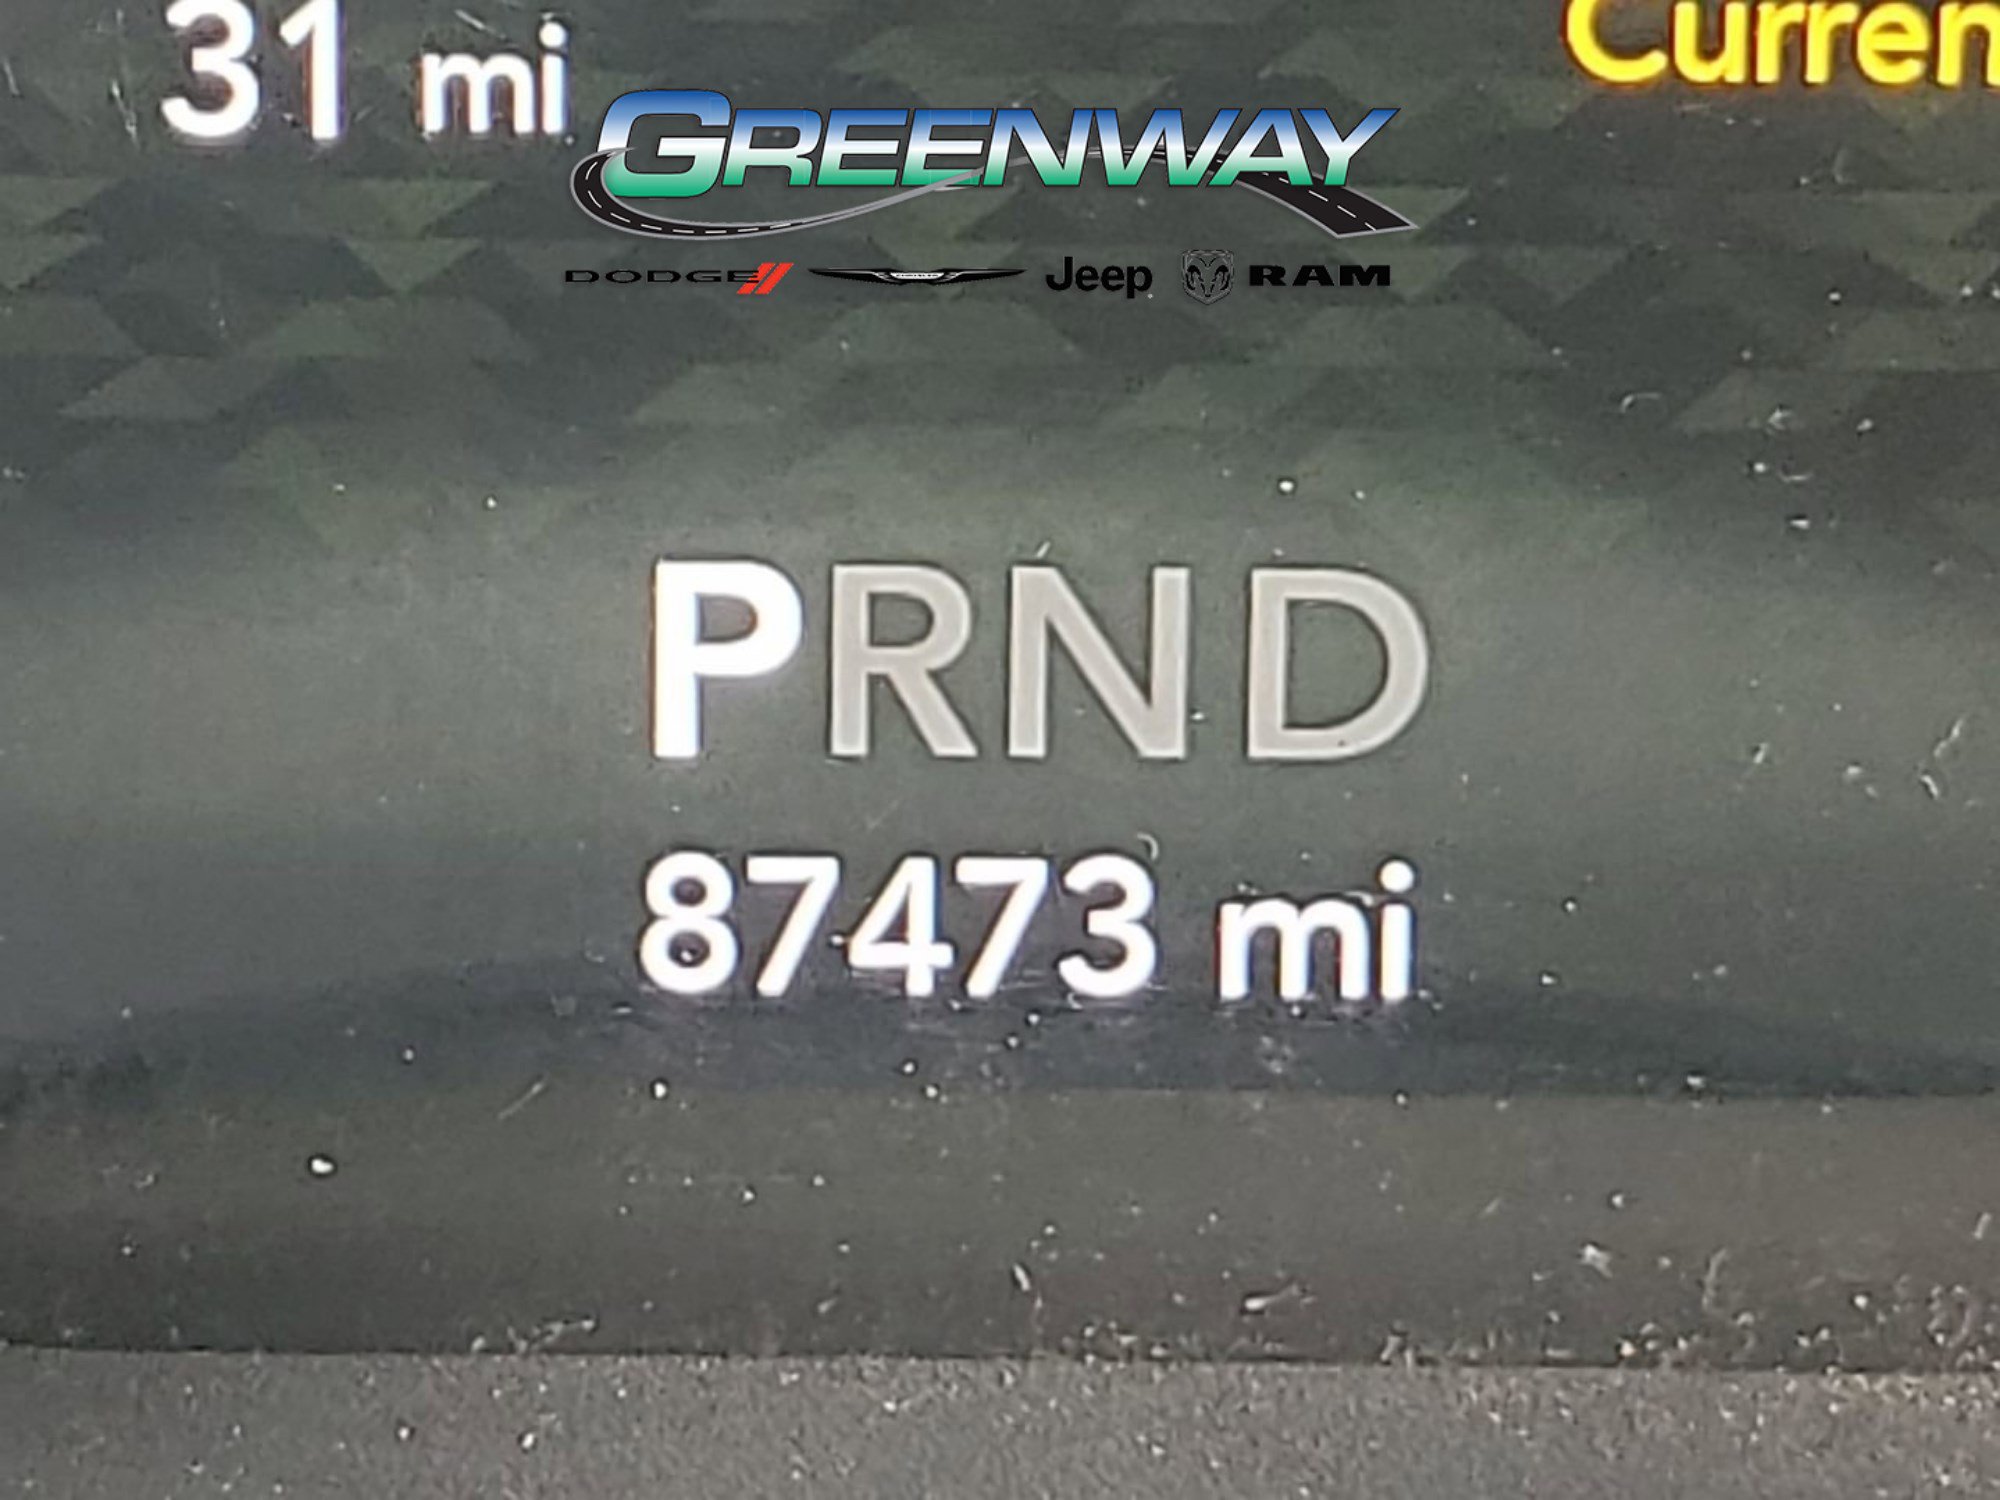 31 mi
Curren
GREENWAY
DODGE Jeep RAM
PRND
87473 mi